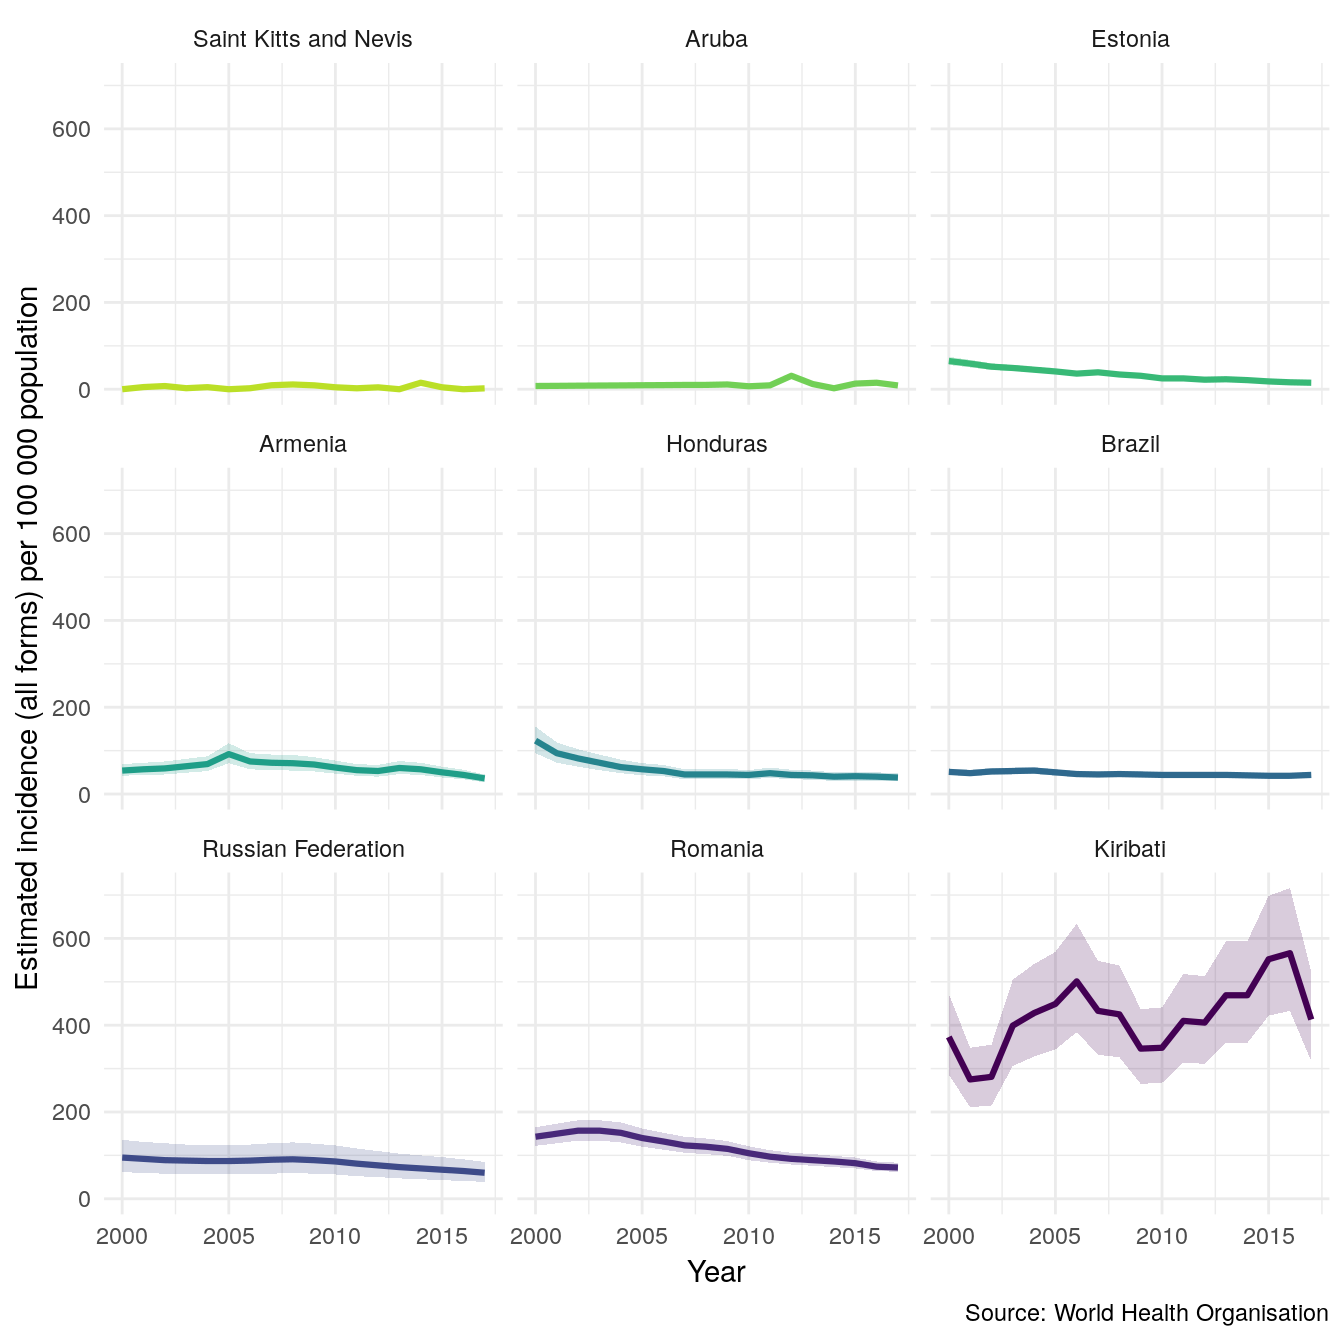 Saint Kitts and Nevis
Aruba
Estonia
600
400
200
0
Armenia
Honduras
Brazil
600
400
200
0
Russian Federation
Romania
Kiribati
600
400
200
0
2000 2005 2010 2015
2000 2005 2010 2015
2000 2005 2010 2015
Estimated incidence (all forms) per 100 000 population
Year
Source: World Health Organisation